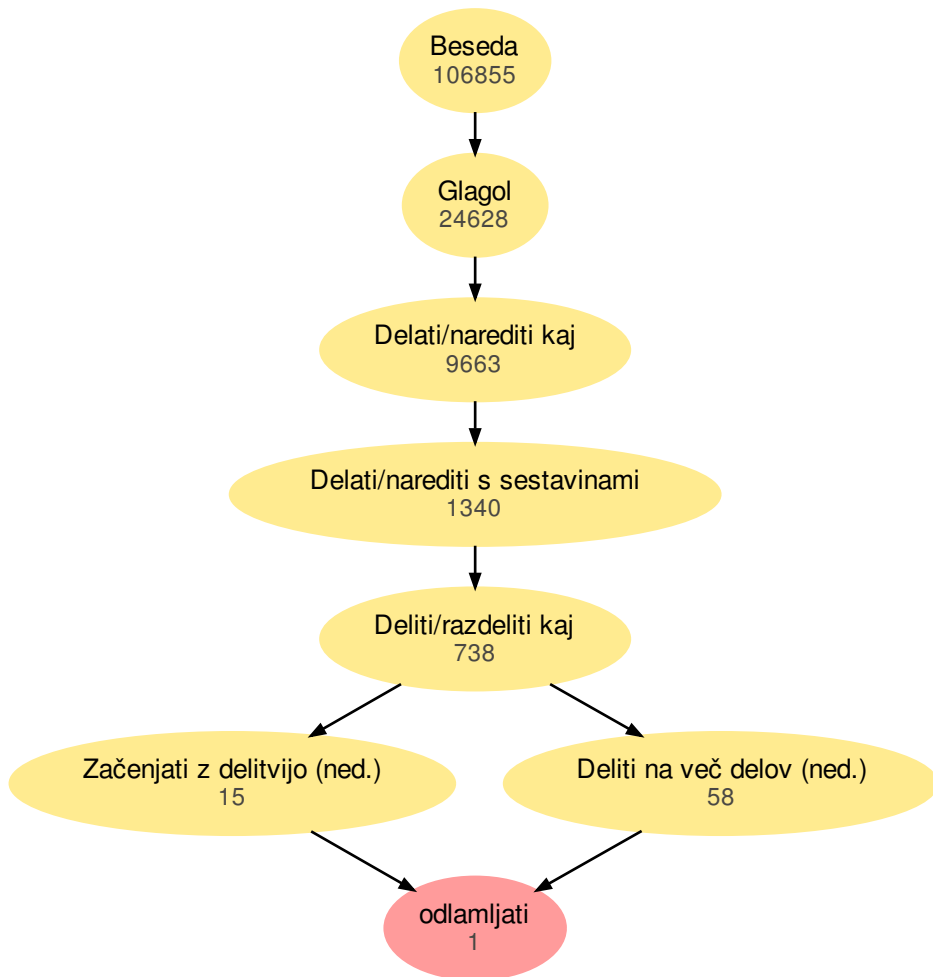 Beseda
106855
Glagol
24628
Delati/narediti kaj
9663
Delati/narediti s sestavinami
1340
Deliti/razdeliti kaj
738
Začenjati z delitvijo (ned.)
15
Deliti na več delov (ned.)
58
odlamljati
1